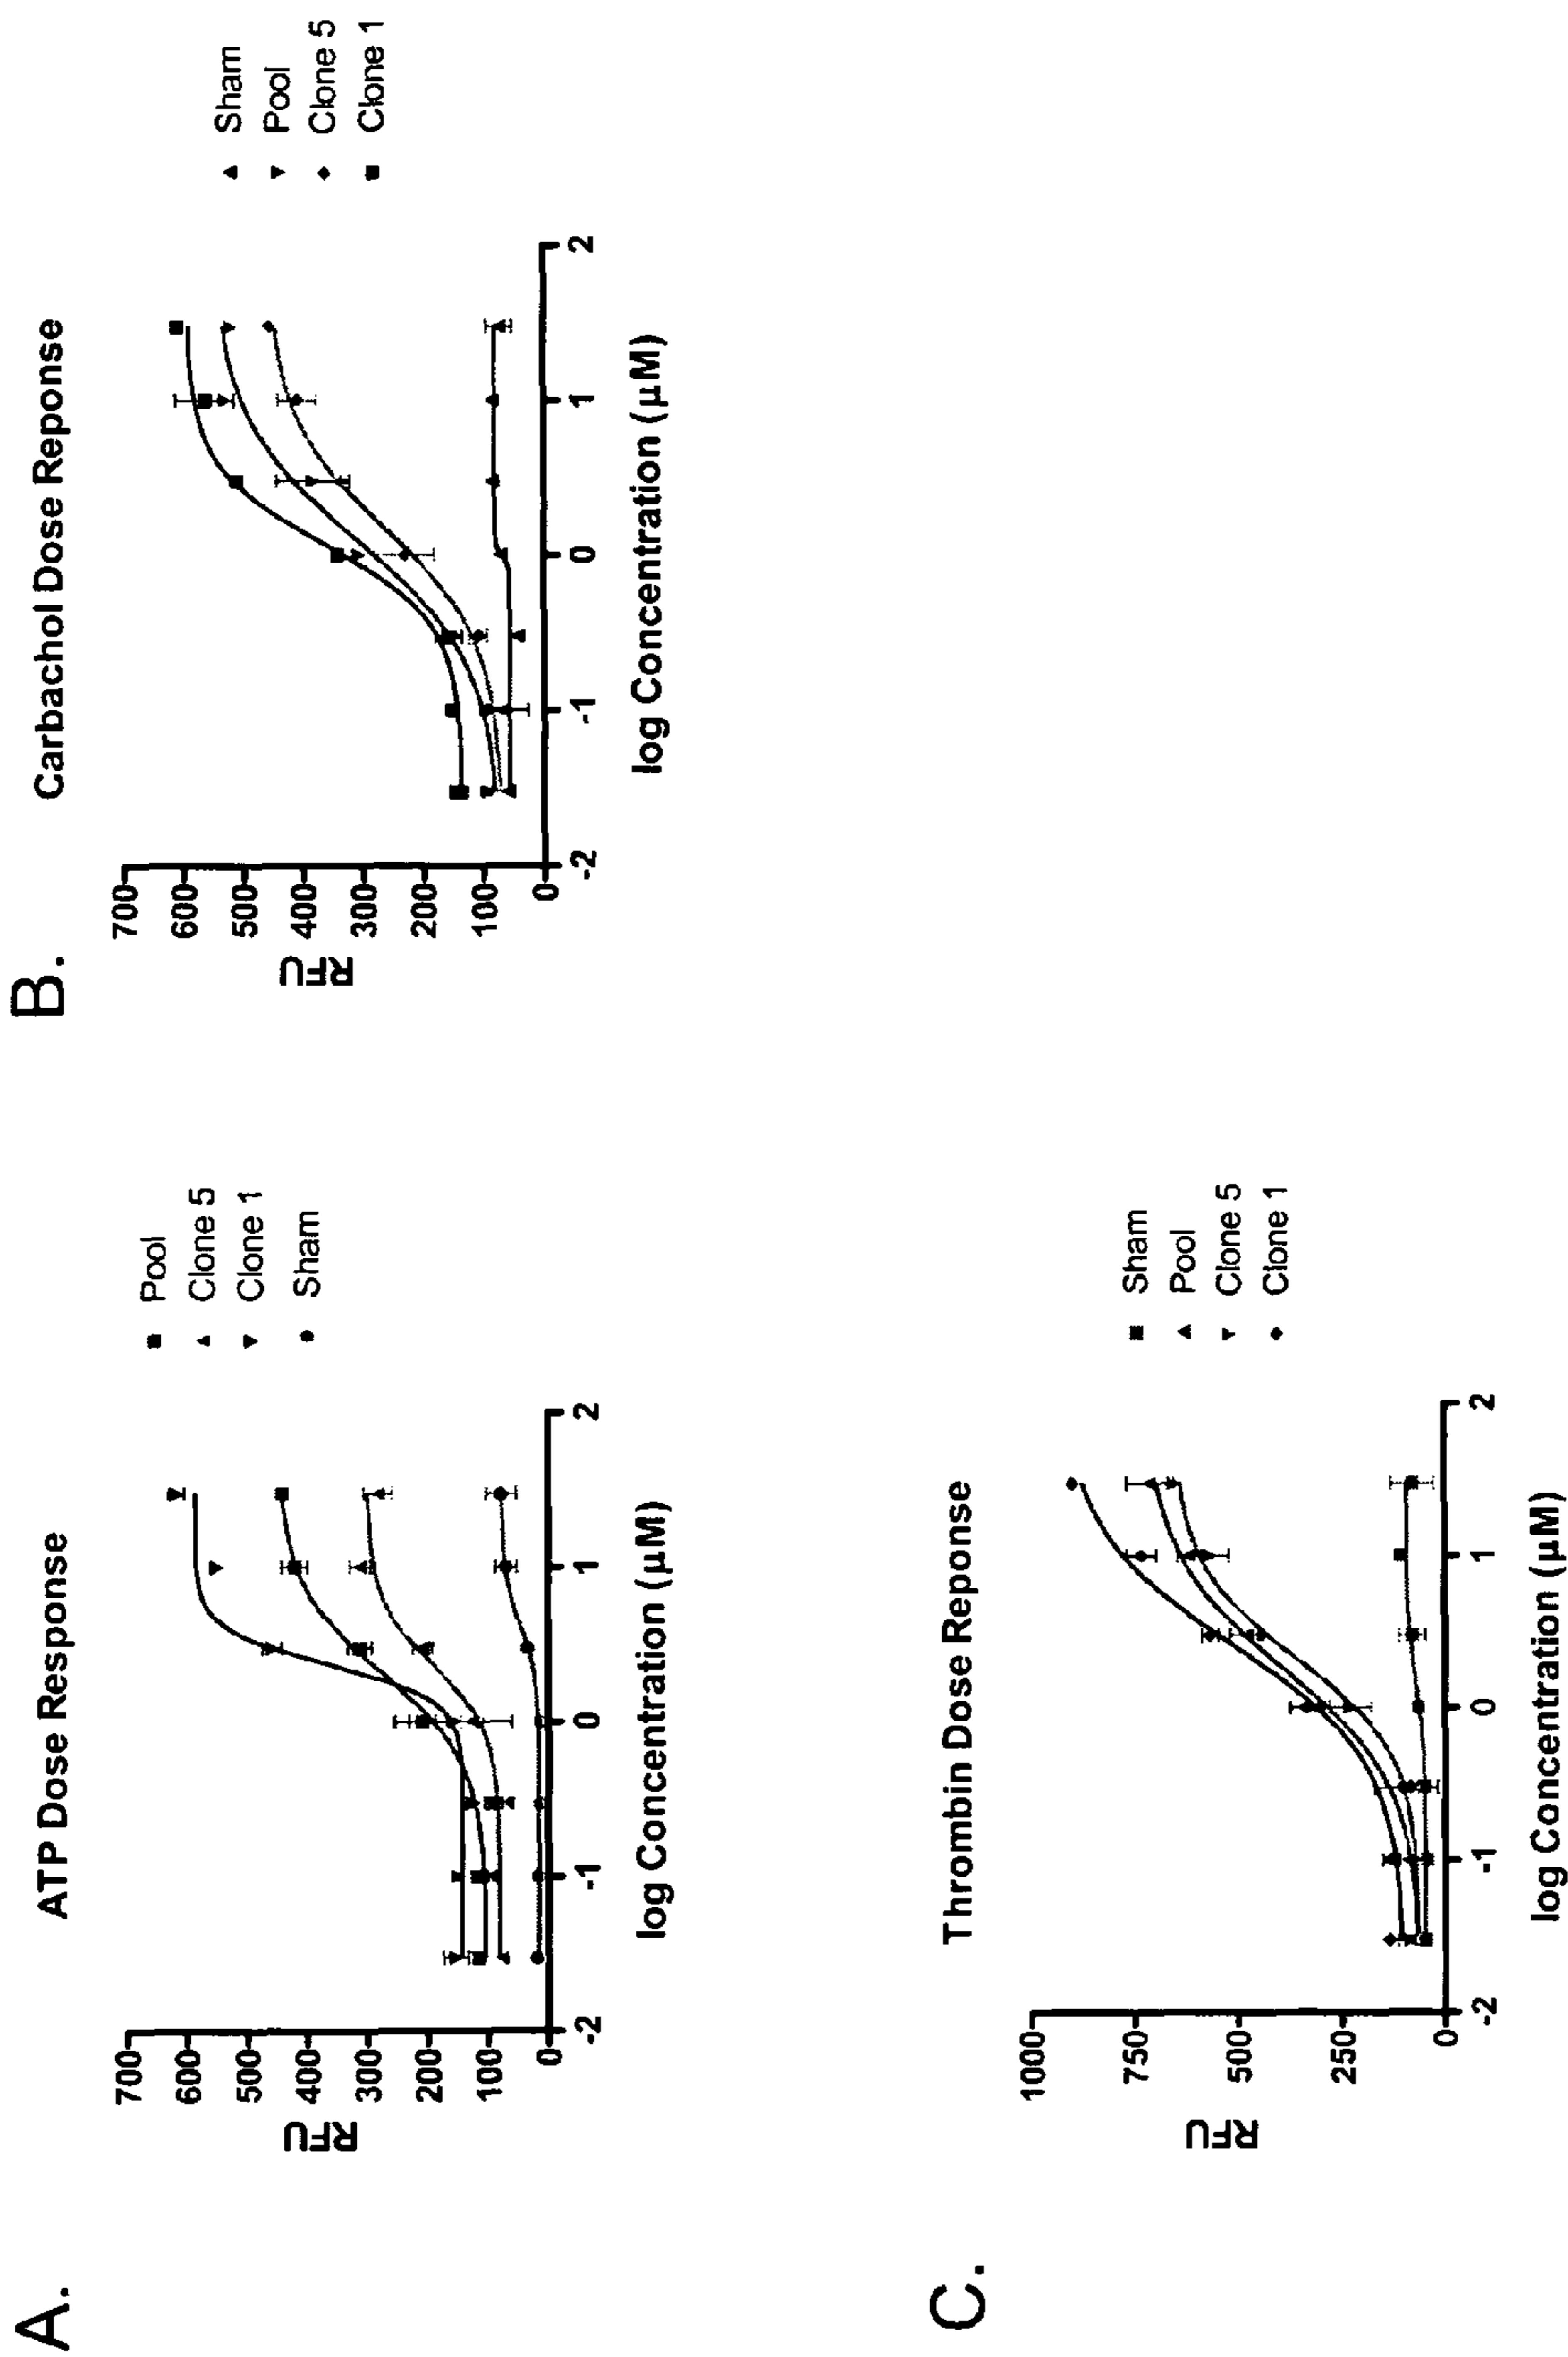 A.
ATP Dose Response
RFU
700
600
500
400
300
200
100
0
-2
-1
0
1
2
log Concentration (µM)
Pool
Clone 5
Clone 1
Sham
B.
Carbachol Dose Reponse
RFU
700
600
500
400
300
200
100
0
-2
-1
0
1
2
log Concentration (µM)
Sham
Pool
Clone 5
Clone 1
C.
Thrombin Dose Reponse
RFU
1000
750
500
250
0
-2
-1
0
1
2
log Concentration (µM)
Sham
Pool
Clone 5
Clone 1